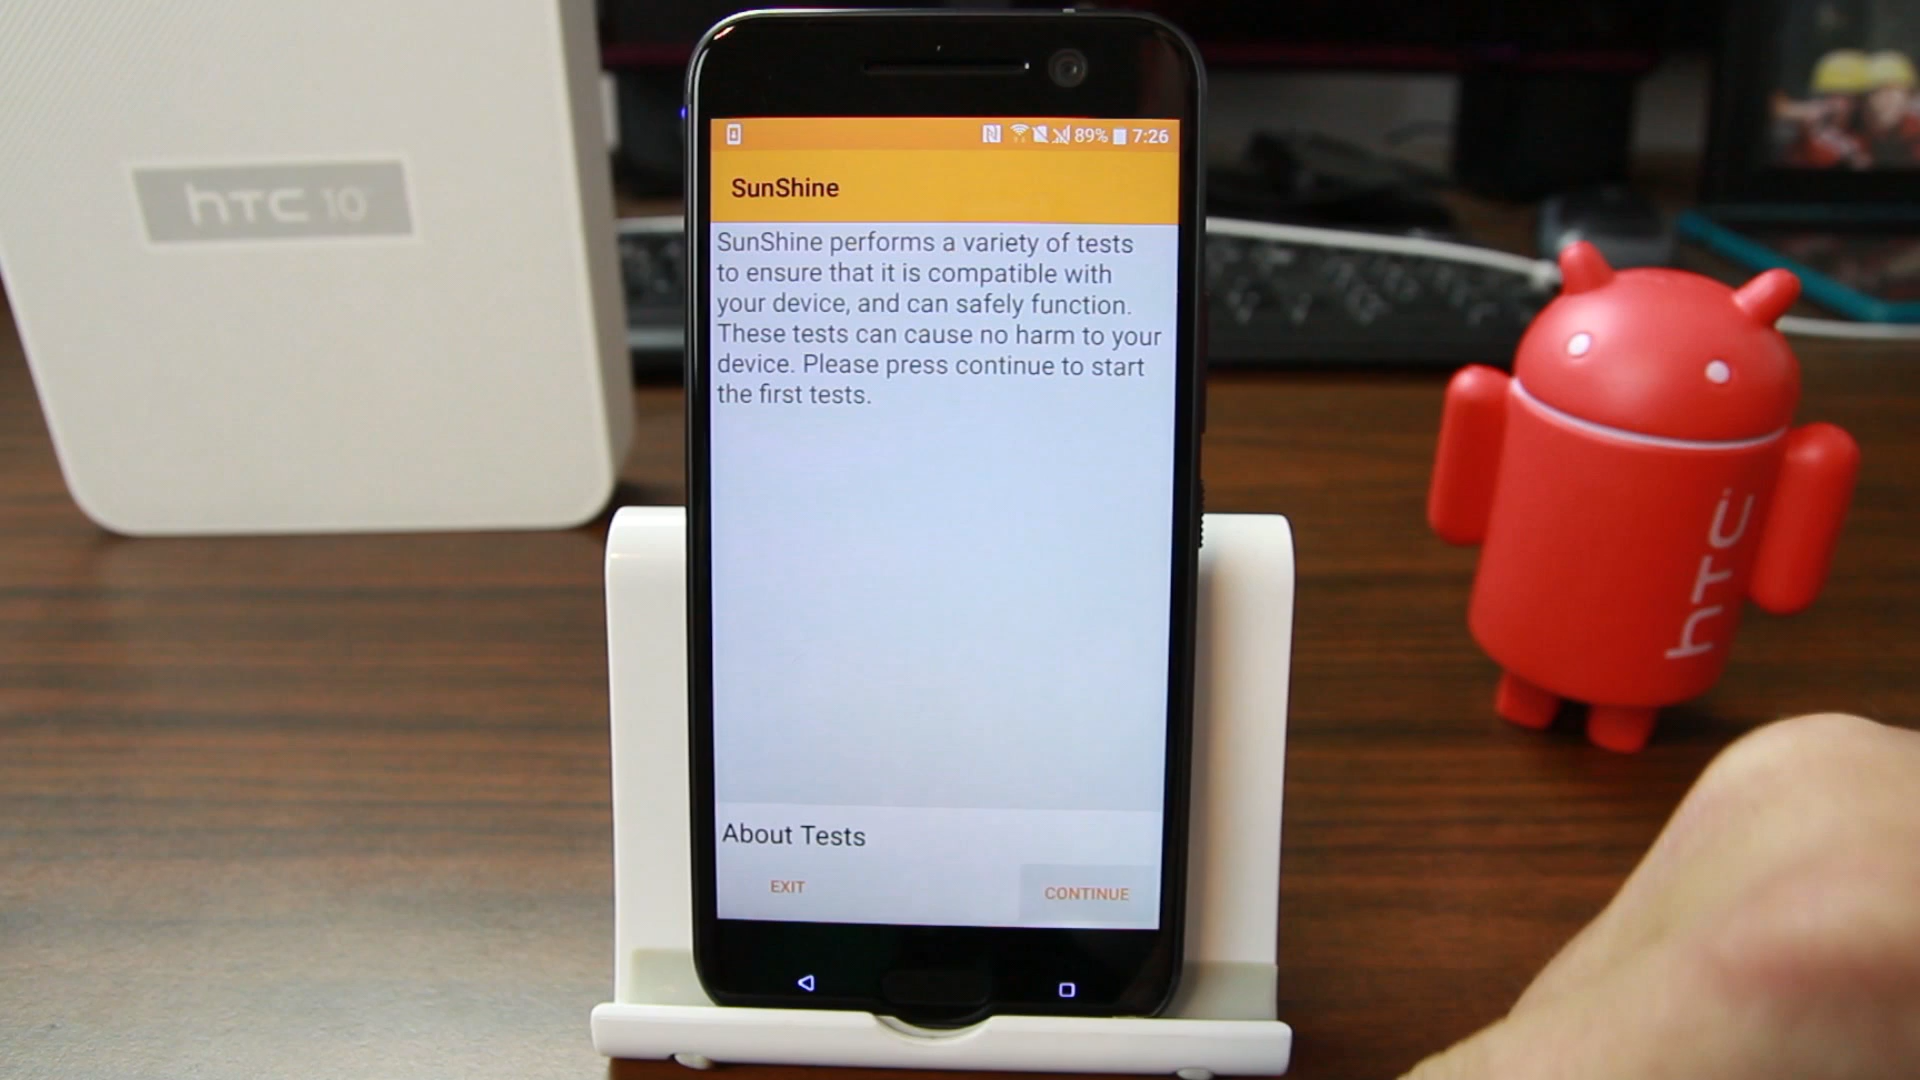 hTC 10
89% 7:26
SunShine
SunShine performs a variety of tests
to ensure that it is compatible with
your device, and can safely function.
These tests can cause no harm to your
device. Please press continue to start
the first tests.
About Tests
EXIT
CONTINUE
hTC